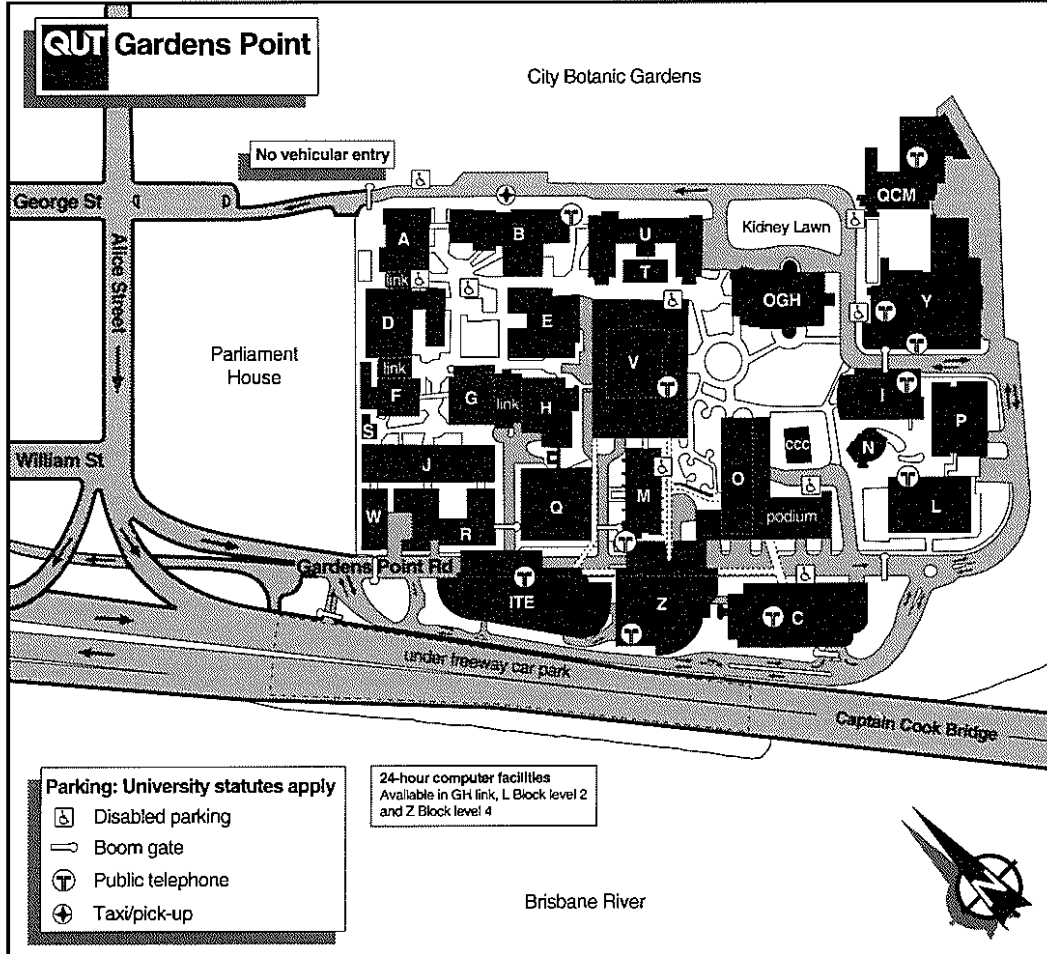 QUT Gardens Point
City Botanic Gardens
No vehicular entry
George St
Alice Street
QCM
Kidney Lawn
A
B
U
T
link
OGH
Y
D
E
V
Parliament
House
link
F
G
link
H
I
P
S
CCC
N
William St
J
M
O
W
Q
podium
L
R
Gardens Point Rd
ITE
Z
C
under freeway car park
Captain Cook Bridge
Parking: University statutes apply
Disabled parking
Boom gate
Public telephone
Taxi/pick-up
24-hour computer facilities
Available in GH link, L Block level 2
and Z Block level 4
Brisbane River
N